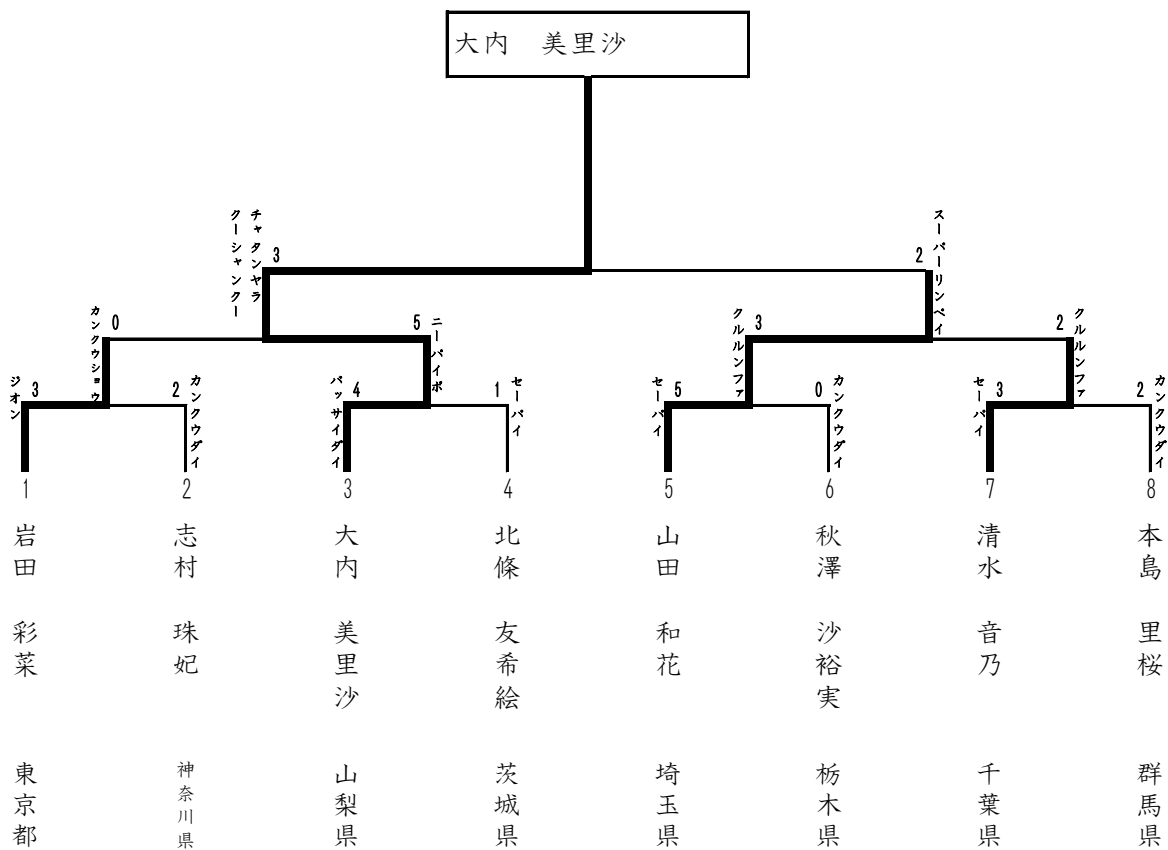 大内　美里沙
チャタンヤラ
クーシャンクー
3
2
スーパーリンペイ
カンクウショウ
0
5
ニーパイポ
クルルンファ
3
2
クルルンファ
ジオン
3
2
カンクウダイ
バッサイダイ
4
1
セーパイ
セーパイ
5
0
カンクウダイ
セーパイ
3
2
カンクウダイ
1
2
3
4
5
6
7
8
岩田　彩菜
志村　珠妃
大内　美里沙
北條　友希絵
山田　和花
秋澤　沙裕実
清水　音乃
本島　里桜
東京都
神奈川県
山梨県
茨城県
埼玉県
栃木県
千葉県
群馬県